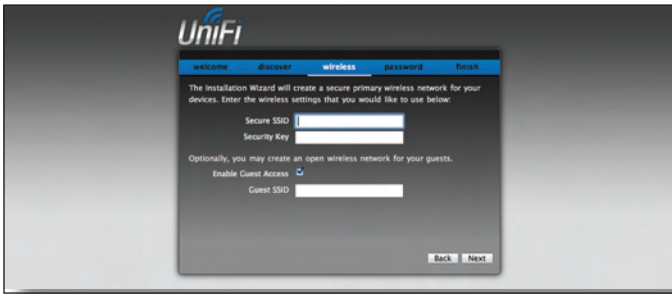 UniFi
welcome discover wireless password finish
The Installation Wizard will create a secure primary wireless network for your
devices. Enter the wireless settings that you would like to use below:
Secure SSID
Security Key
Optionally, you may create an open wireless network for your guests.
Enable Guest Access
Guest SSID
Back Next